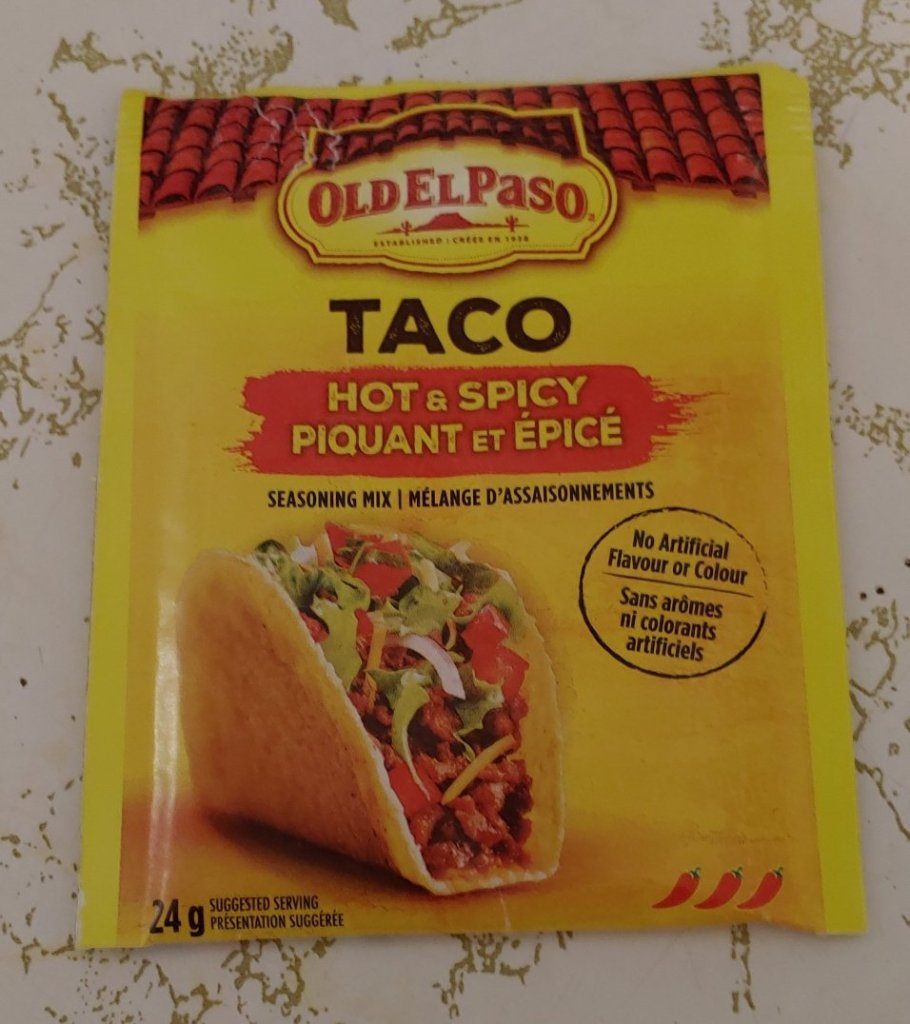 OLD EL PASO
ESTABLISHED | CRÉÉE EN 1938
TACO
HOT & SPICY
PIQUANT ET ÉPICÉ
SEASONING MIX | MÉLANGE D'ASSAISONNEMENTS
No Artificial
Flavour or Colour
Sans arômes
ni colorants
artificiels
24 g
SUGGESTED SERVING
PRÉSENTATION SUGGÉRÉE